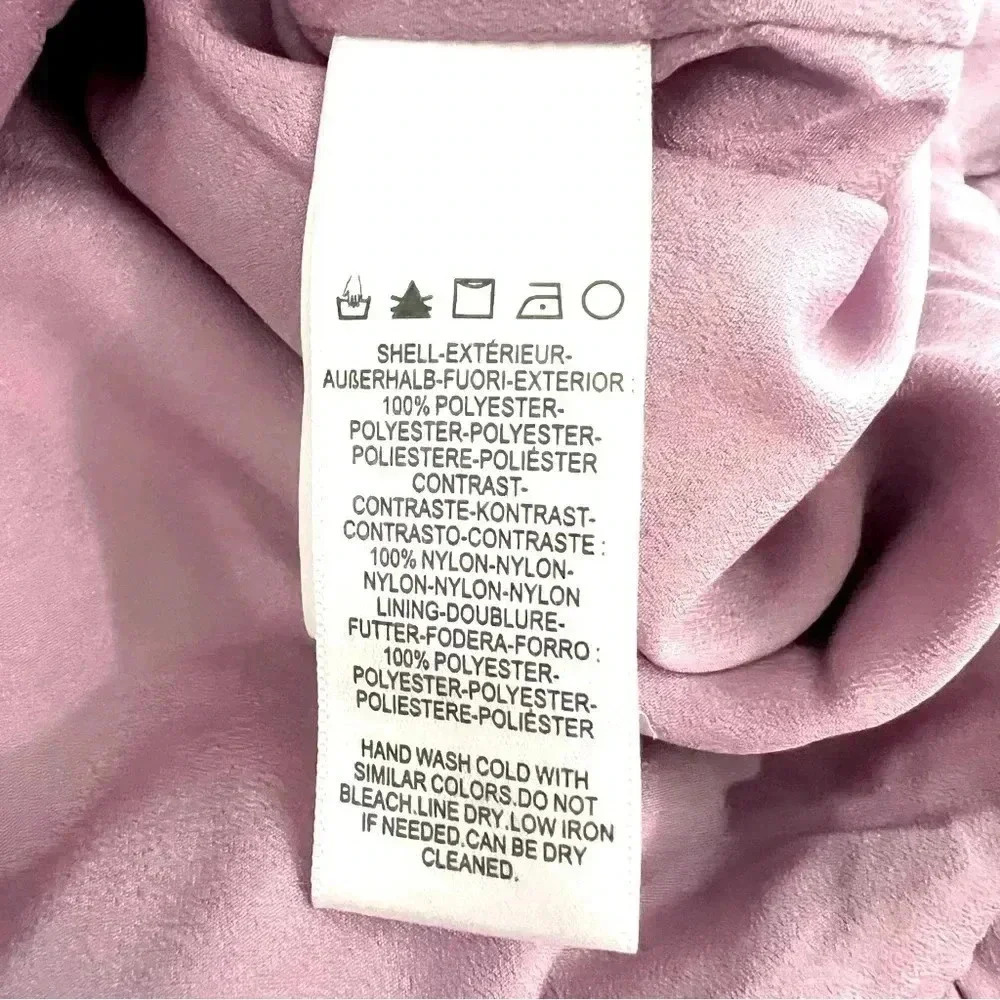 SHELL-EXTÉRIEUR-
AUßERHALB-FUORI-EXTERIOR :
100% POLYESTER-
POLYESTER-POLYESTER-
POLIESTERE-POLIÉSTER
CONTRAST-
CONTRASTE-KONTRAST-
CONTRASTO-CONTRASTE :
100% NYLON-NYLON-
NYLON-NYLON-NYLON
LINING-DOUBLURE-
FUTTER-FODERA-FORRO :
100% POLYESTER-
POLYESTER-POLYESTER-
POLIESTERE-POLIÉSTER
HAND WASH COLD WITH
SIMILAR COLORS.DO NOT
BLEACH.LINE DRY.LOW IRON
IF NEEDED.CAN BE DRY
CLEANED.